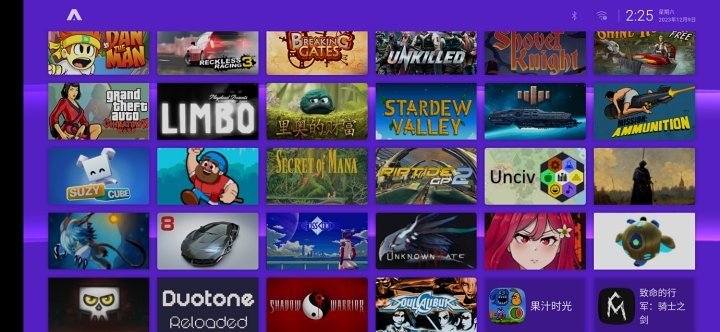 2:25
星期六
2023年12月9日
DAN
THE
MAN
RECKLESS
RACING 3
BREAKING
GATES
UNKILLED
Shovel
Knight
FREE
grand
theft
auto
Playdead Presents
LIMBO
里奥的财富
STARDEW
VALLEY
MISSION:
AMMUNITION
SUZY
CUBE
SECRET OF MANA
RIPTIDE
GP2
Unciv
8
UNKNOWN FATE
Duotone
Reloaded
SHADOW WARRIOR
SOULCALIBUR
果汁时光
致命的行
军：骑士之
剑